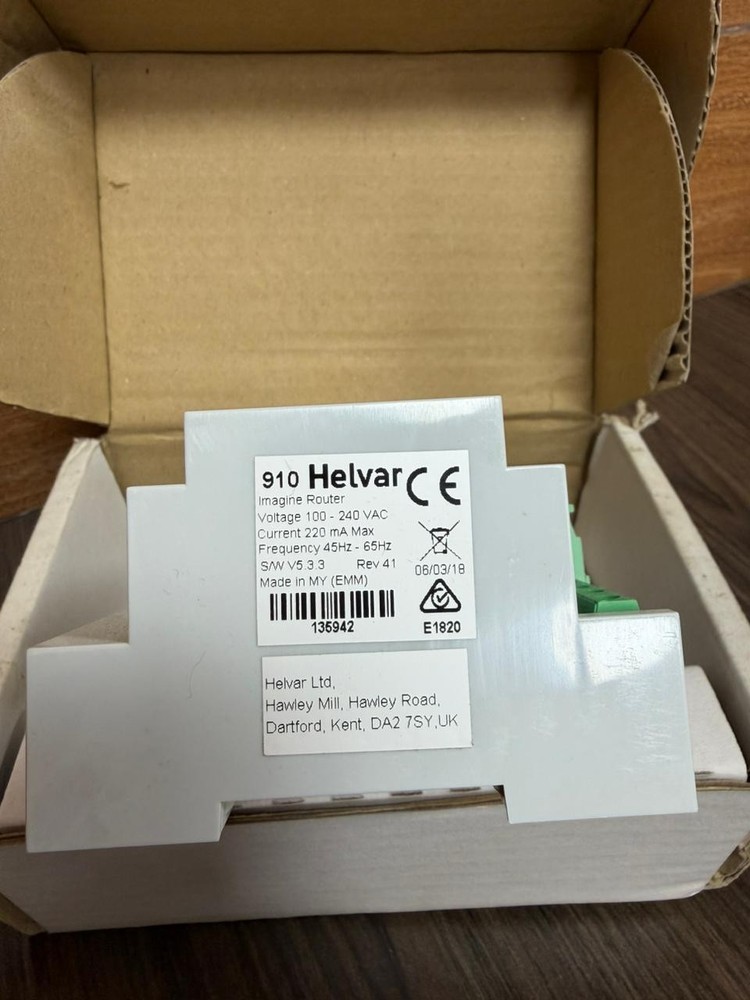 910 Helvar CE
Imagine Router
Voltage 100 - 240 VAC
Current 220 mA Max
Frequency 45Hz - 65Hz
S/W V5.3.3 Rev 41
06/03/18
Made in MY (EMM)
135942
E1820
Helvar Ltd,
Hawley Mill, Hawley Road,
Dartford, Kent, DA2 7SY,UK